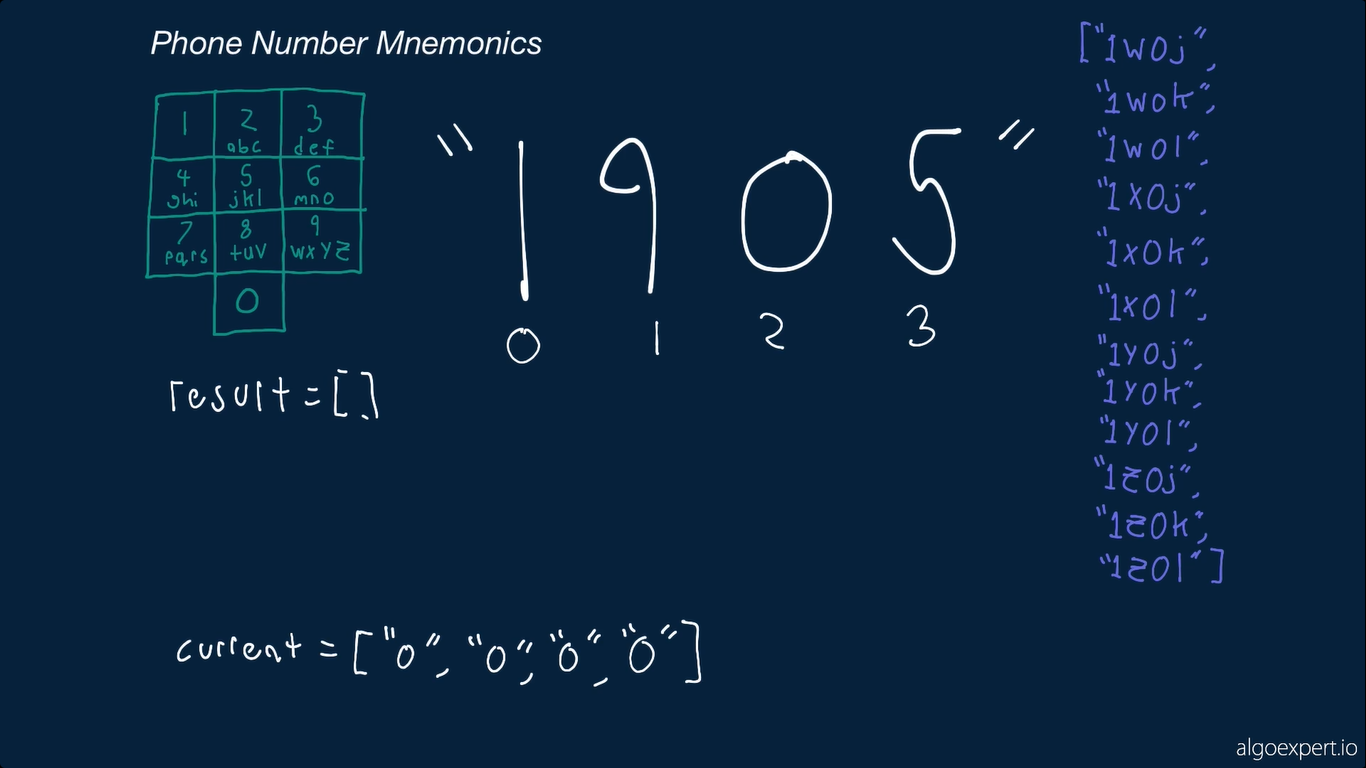 Phone Number Mnemonics
1 2 3
abc def
4 5 6
ghi jkl mno
7 8 9
pqrs tuv wxyz
0
"1905"
0 1 2 3
result = []
current = ["0", "0", "0", "0"]
["1w0j",
"1w0k",
"1w0l",
"1x0j",
"1x0k",
"1x0l",
"1y0j",
"1y0k",
"1y0l",
"1z0j",
"1z0k",
"1z0l"]
algoexpert.io